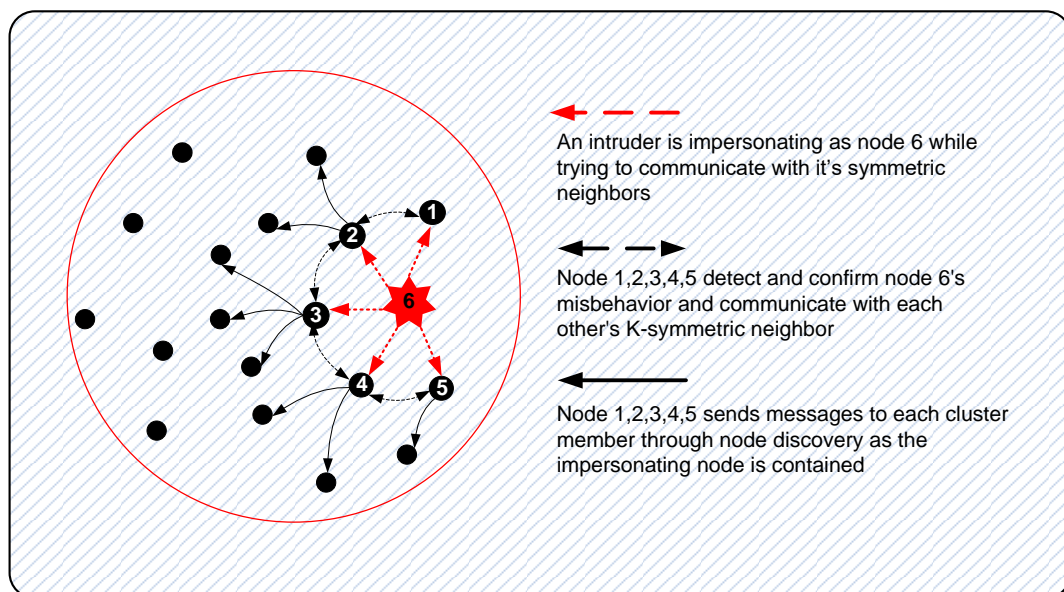 An intruder is impersonating as node 6 while
trying to communicate with it's symmetric
neighbors
1
2
6
Node 1,2,3,4,5 detect and confirm node 6's
misbehavior and communicate with each
other's K-symmetric neighbor
3
4
5
Node 1,2,3,4,5 sends messages to each cluster
member through node discovery as the
impersonating node is contained